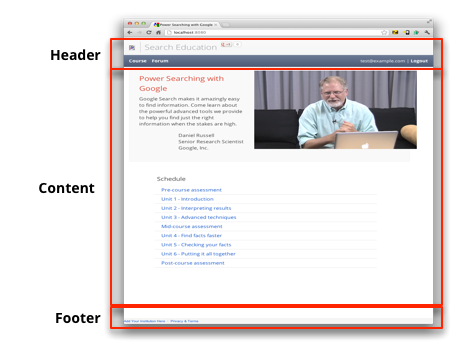 Power Searching with Google
localhost:8080
Header
Search Education
Course Forum
test@example.com | Logout
Power Searching with
Google
Google Search makes it amazingly easy
to find information. Come learn about
the powerful advanced tools we provide
to help you find just the right
information when the stakes are high.
Daniel Russell
Senior Research Scientist
Google, Inc.
Content
Schedule
Pre-course assessment
Unit 1 - Introduction
Unit 2 - Interpreting results
Unit 3 - Advanced techniques
Mid-course assessment
Unit 4 - Find facts faster
Unit 5 - Checking your facts
Unit 6 - Putting it all together
Post-course assessment
Footer
Privacy & Terms